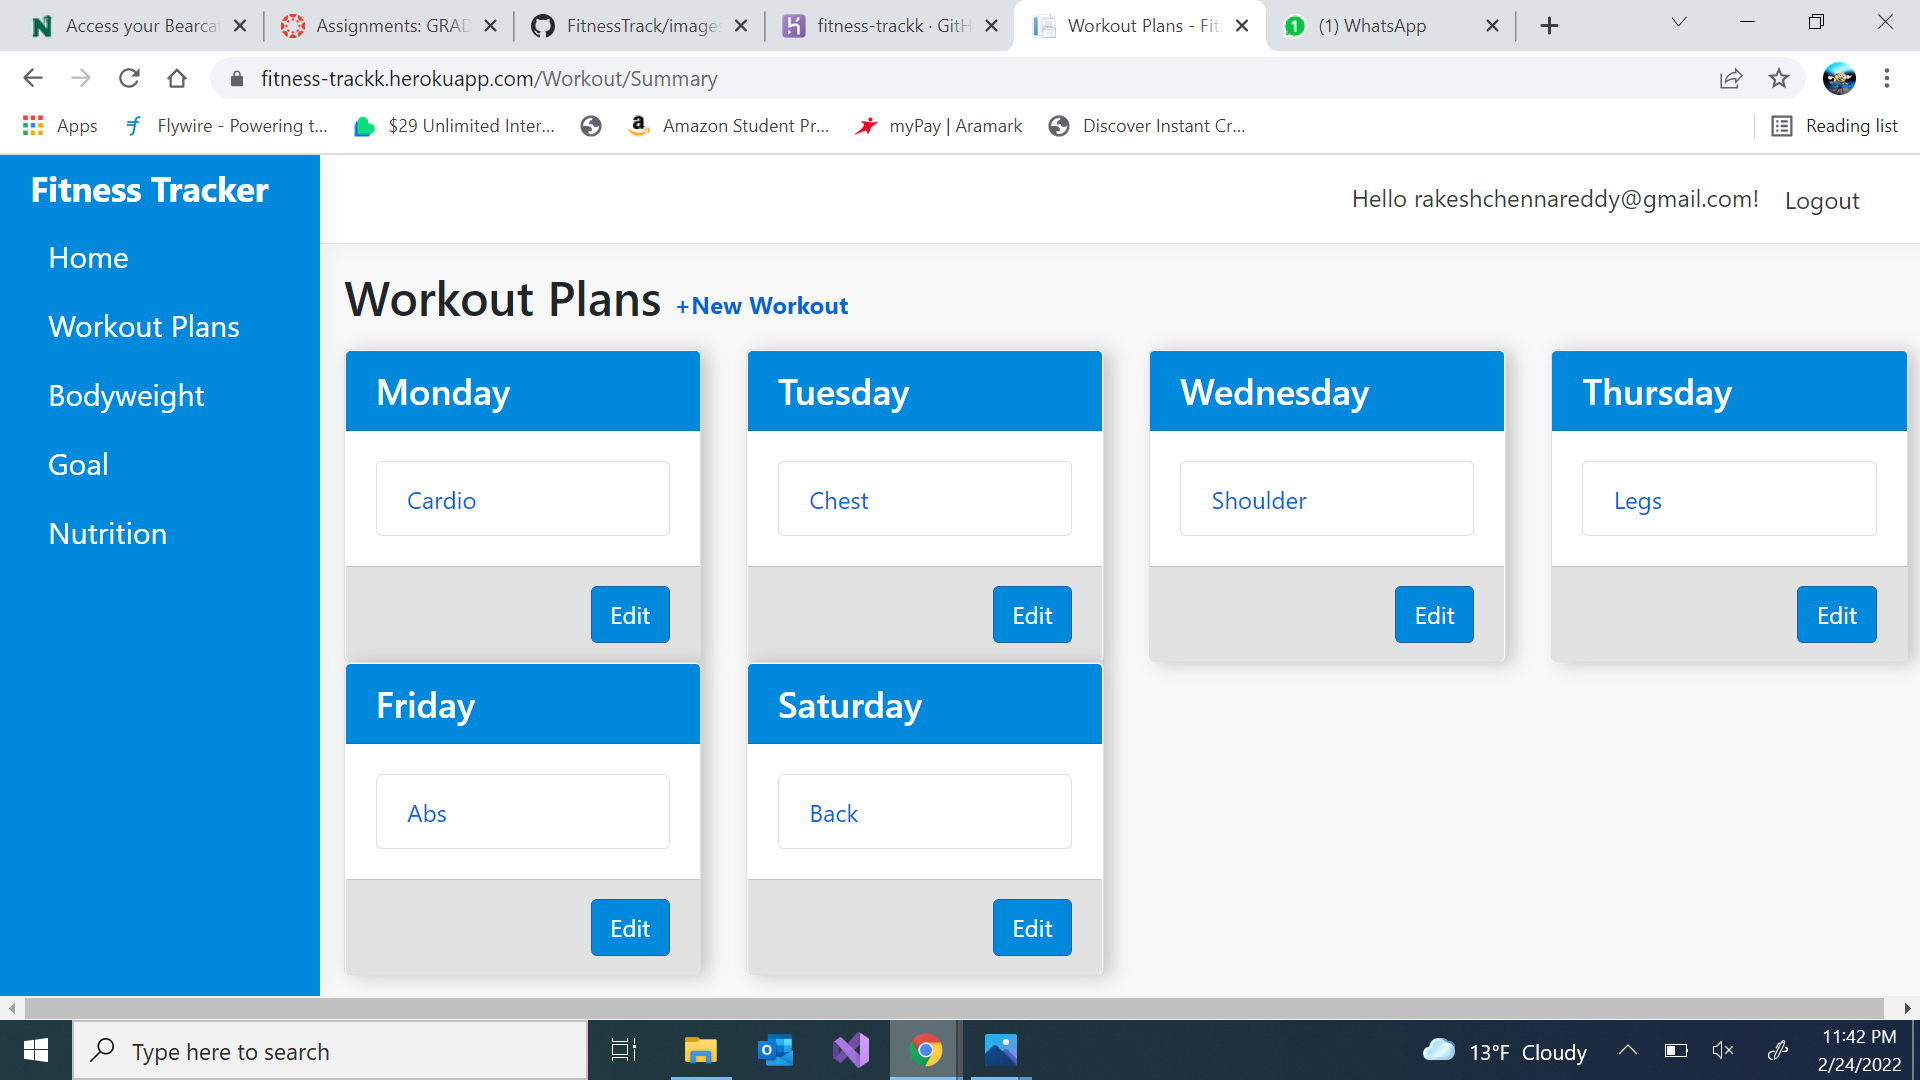 Access your Bearca
Assignments: GRAD
FitnessTrack/images
fitness-trackk · GitH
Workout Plans - Fit
(1) WhatsApp
fitness-trackk.herokuapp.com/Workout/Summary
Apps
Flywire - Powering t...
$29 Unlimited Inter...
Amazon Student Pr...
myPay | Aramark
Discover Instant Cr...
Reading list
Fitness Tracker
Hello rakeshchennareddy@gmail.com!
Logout
Home
Workout Plans
Bodyweight
Goal
Nutrition
Workout Plans +New Workout
Monday
Cardio
Edit
Tuesday
Chest
Edit
Wednesday
Shoulder
Edit
Thursday
Legs
Edit
Friday
Abs
Edit
Saturday
Back
Edit
Type here to search
13°F Cloudy
11:42 PM
2/24/2022